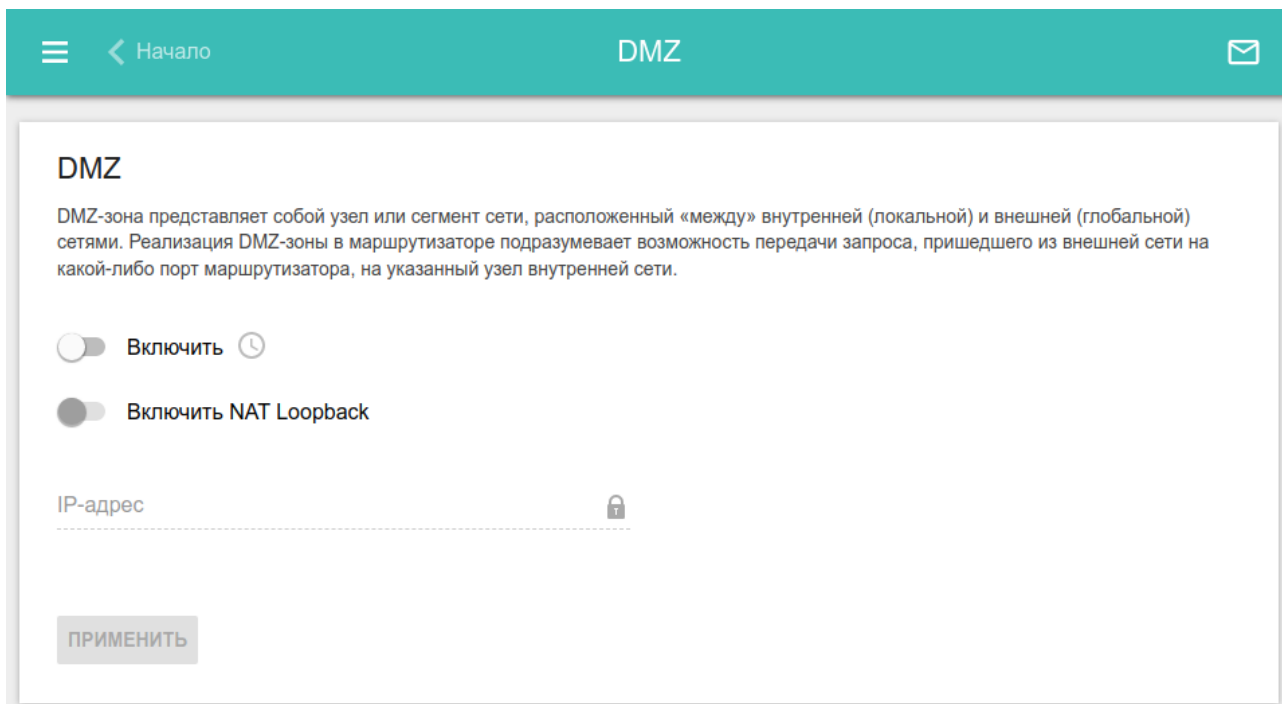 Начало
DMZ
DMZ
DMZ-зона представляет собой узел или сегмент сети, расположенный «между» внутренней (локальной) и внешней (глобальной)
сетями. Реализация DMZ-зоны в маршрутизаторе подразумевает возможность передачи запроса, пришедшего из внешней сети на
какой-либо порт маршрутизатора, на указанный узел внутренней сети.
Включить
Включить NAT Loopback
IP-адрес
ПРИМЕНИТЬ